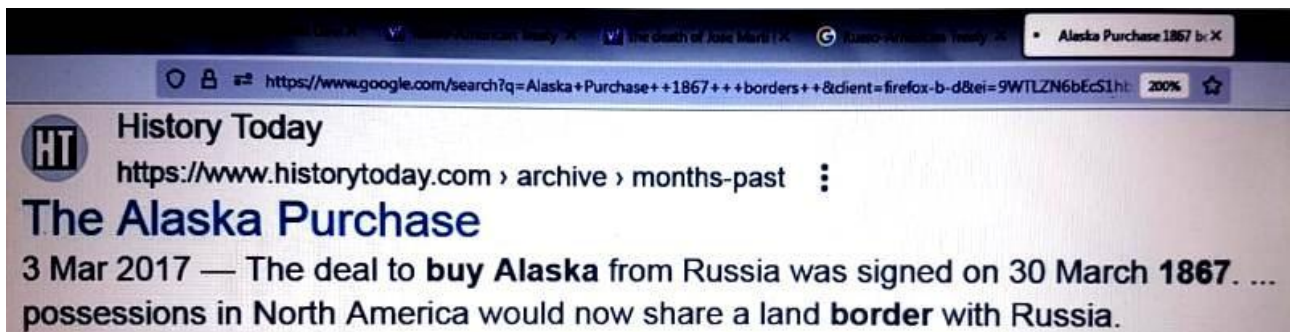 Alaska Purchase 1867 bc
https://www.google.com/search?q=Alaska+Purchase++1867+++borders++&client=firefox-b-d&ei=9WTLZN6bEcS1hb 200%
HT
History Today
https://www.historytoday.com › archive › months-past
The Alaska Purchase
3 Mar 2017 — The deal to buy Alaska from Russia was signed on 30 March 1867. ...
possessions in North America would now share a land border with Russia.